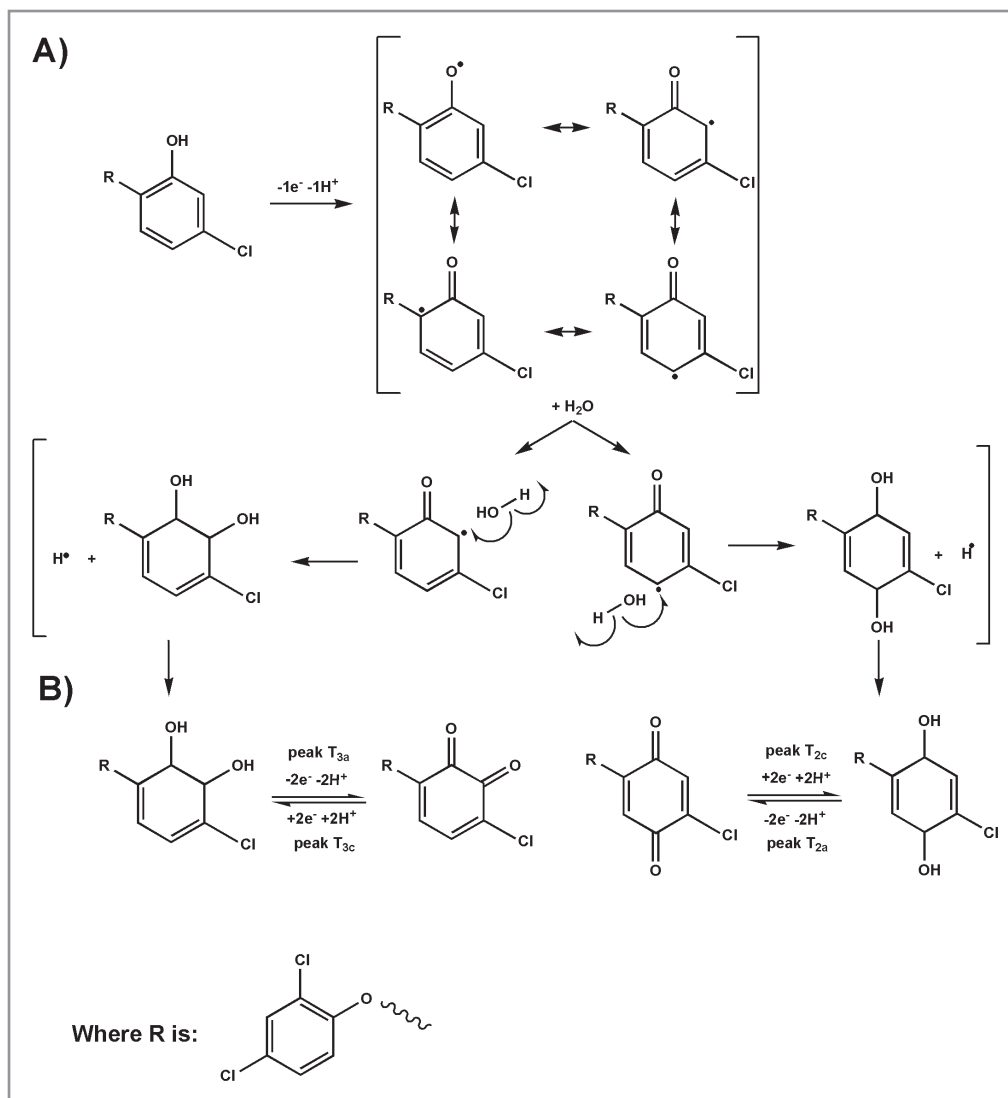 A)
O•
O
R
R
OH
R
-1e⁻ -1H⁺
Cl
Cl
Cl
O
O
R
R
Cl
Cl
+ H₂O
OH
O
O
OH
R
OH
R
HO H
R
R
H• +
+ H•
Cl
Cl
Cl
Cl
H OH
OH
B)
OH
O
O
OH
R
OH
peak T₃ₐ
R
O
R
peak T₂c
R
-2e⁻ -2H⁺
+2e⁻ +2H⁺
+2e⁻ +2H⁺
-2e⁻ -2H⁺
Cl
peak T₃c
Cl
Cl
peak T₂ₐ
Cl
O
OH
Cl
O
Where R is:
Cl